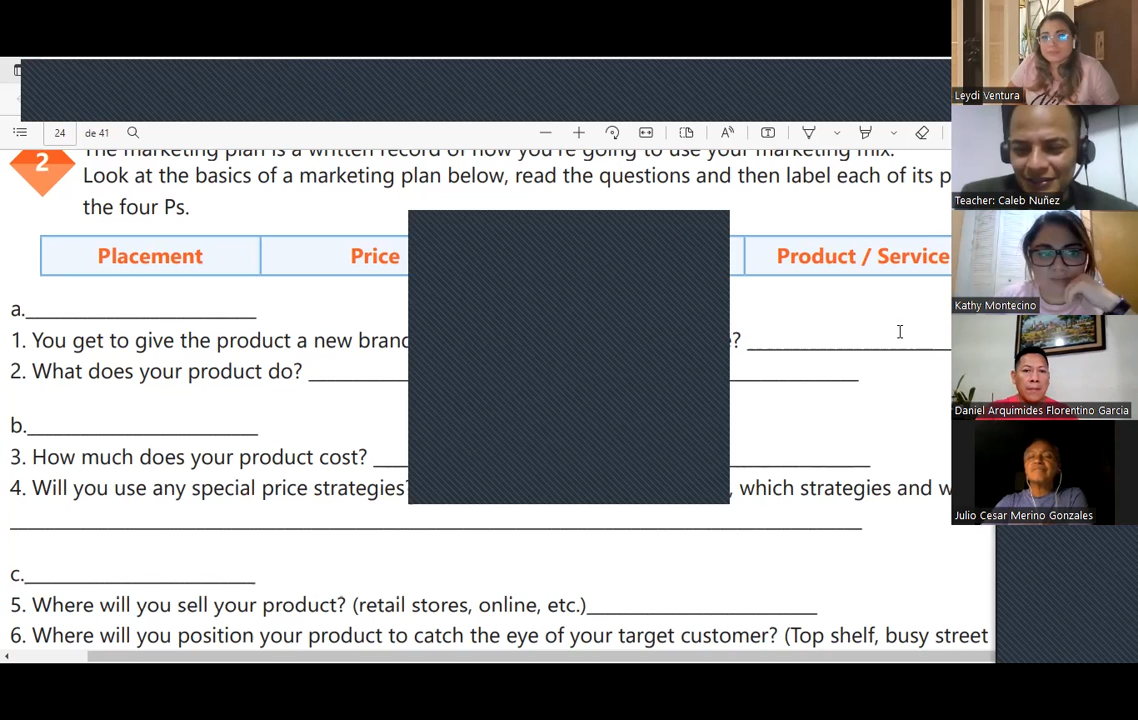 24 de 41
2
The marketing plan is a written record of how you're going to use your marketing mix.
Look at the basics of a marketing plan below, read the questions and then label each of its p
the four Ps.
Placement Price Product / Service
a.
1. You get to give the product a new brand ?
2. What does your product do?
b.
3. How much does your product cost?
4. Will you use any special price strategies , which strategies and w
c.
5. Where will you sell your product? (retail stores, online, etc.)
6. Where will you position your product to catch the eye of your target customer? (Top shelf, busy street
Leydi Ventura
Teacher: Caleb Nuñez
Kathy Montecino
Daniel Arquimides Florentino Garcia
Julio Cesar Merino Gonzales